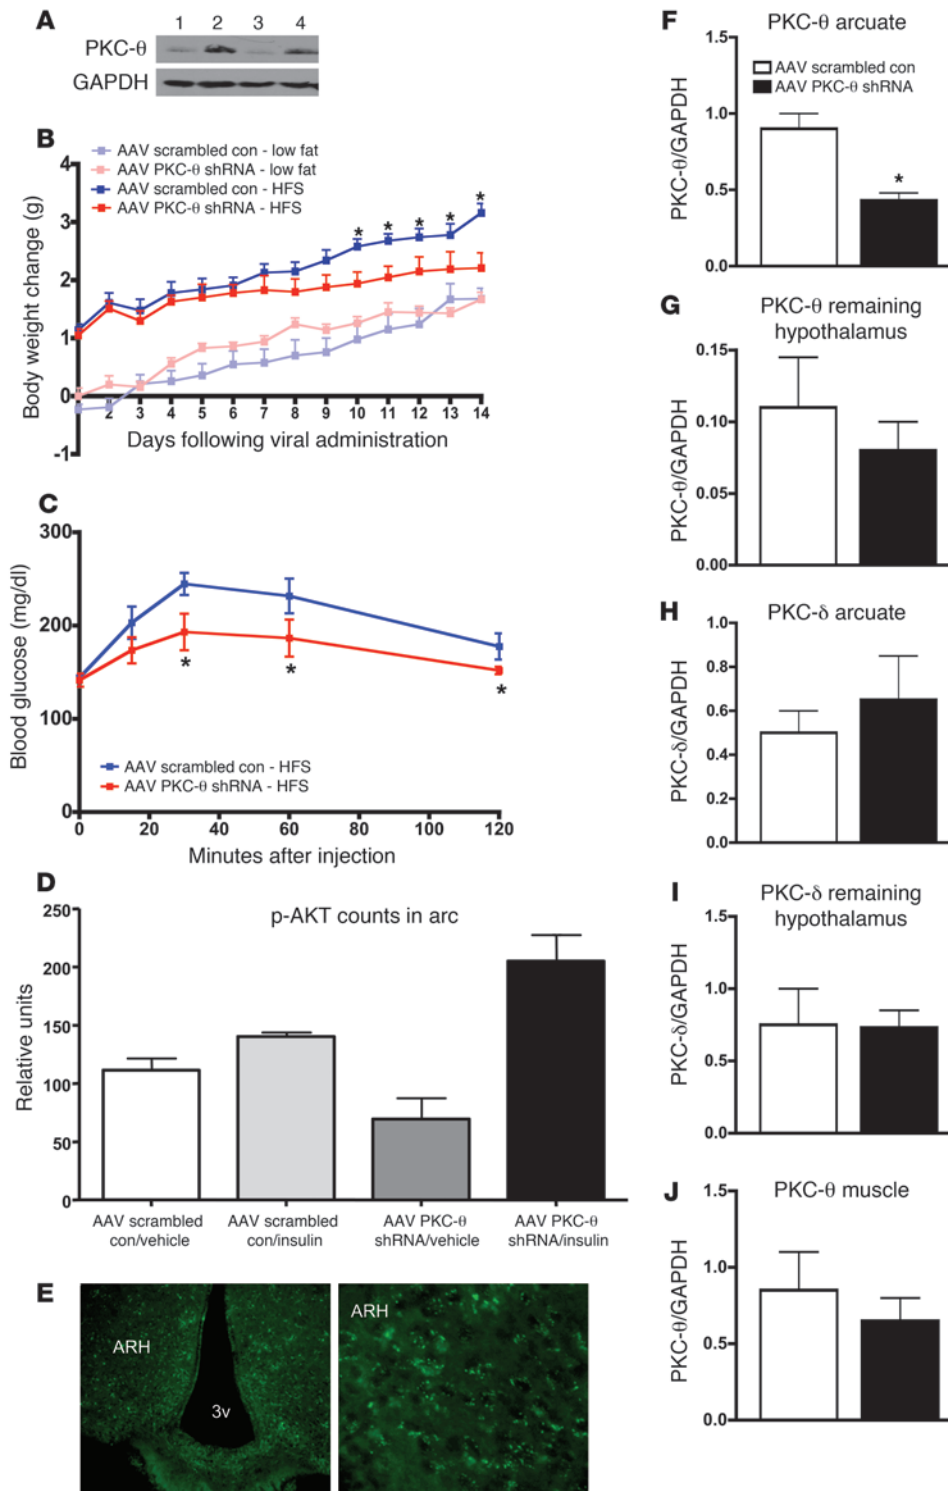 A
1 2 3 4
PKC-θ
GAPDH
B
AAV scrambled con - low fat
AAV PKC-θ shRNA - low fat
AAV scrambled con - HFS
AAV PKC-θ shRNA - HFS
Body weight change (g)
4
3
2
1
0
-1
* * * * *
2 3 4 5 6 7 8 9 10 11 12 13 14
Days following viral administration
C
Blood glucose (mg/dl)
300
200
100
0
* * *
AAV scrambled con - HFS
AAV PKC-θ shRNA - HFS
0 20 40 60 80 100 120
Minutes after injection
D
p-AKT counts in arc
Relative units
250
200
150
100
50
0
AAV scrambled con/vehicle
AAV scrambled con/insulin
AAV PKC-θ shRNA/vehicle
AAV PKC-θ shRNA/insulin
E
ARH
3v
ARH
F
PKC-θ arcuate
PKC-θ/GAPDH
1.5
1.0
0.5
0.0
AAV scrambled con
AAV PKC-θ shRNA
*
G
PKC-θ remaining
hypothalamus
PKC-θ/GAPDH
0.15
0.10
0.05
0.00
H
PKC-δ arcuate
PKC-δ/GAPDH
1.0
0.8
0.6
0.4
0.2
0.0
I
PKC-δ remaining
hypothalamus
PKC-δ/GAPDH
1.5
1.0
0.5
0.0
J
PKC-θ muscle
PKC-θ/GAPDH
1.5
1.0
0.5
0.0